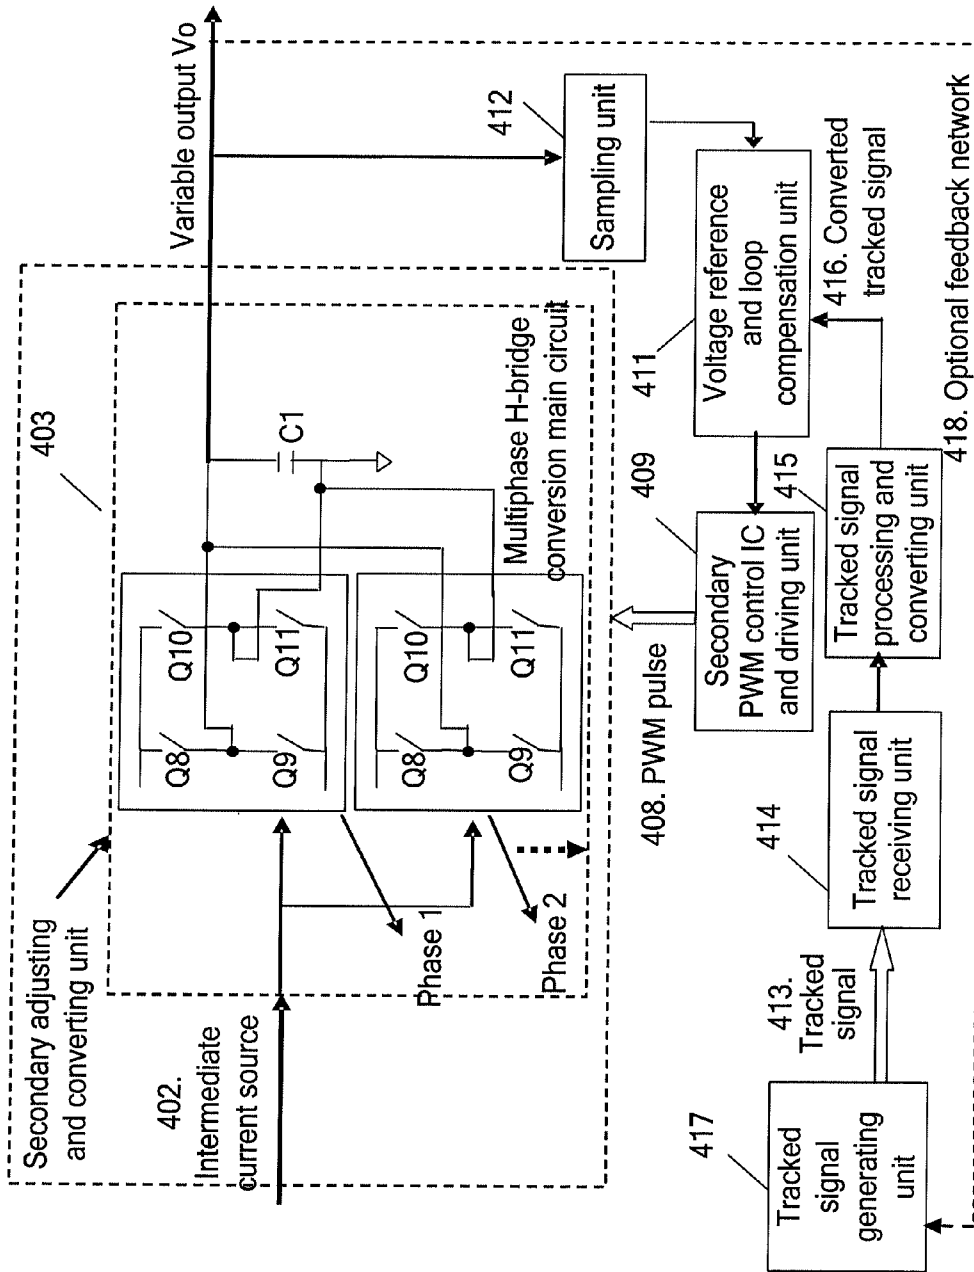 Secondary adjusting
and converting unit
403
Variable output Vo
402.
Intermediate
current source
Q8
Q10
Q9
Q11
Phase 1
Q8
Q10
Q9
Q11
Phase 2
C1
Multiphase H-bridge
conversion main circuit
412
Sampling unit
408. PWM pulse
409
Secondary
PWM control IC
and driving unit
411
Voltage reference
and loop
compensation unit
416. Converted
tracked signal
417
Tracked
signal
generating
unit
413.
Tracked
signal
414
Tracked signal
receiving unit
415
Tracked signal
processing and
converting unit
418. Optional feedback network